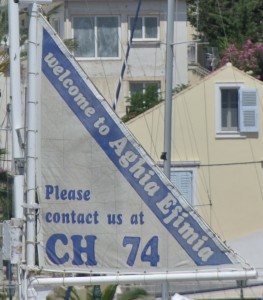 welcome to Aghia Efimia
Please
contact us at
CH 74